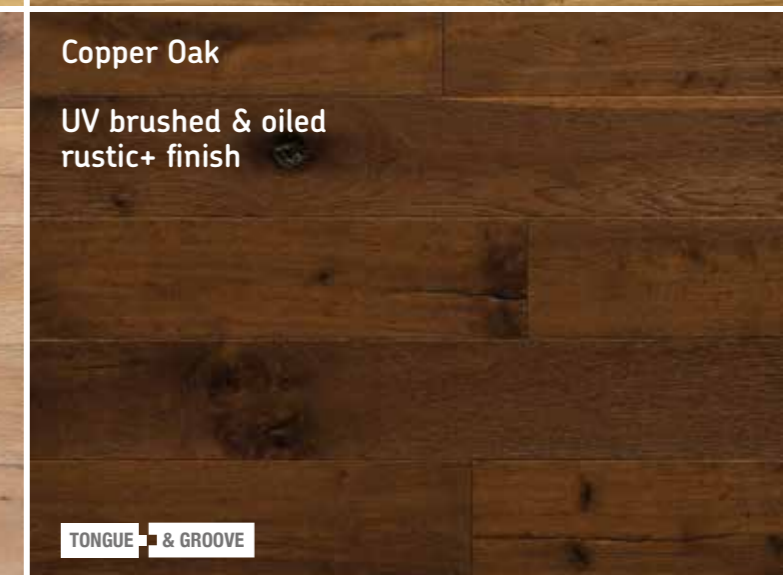 Copper Oak
UV brushed & oiled
rustic+ finish
TONGUE & GROOVE